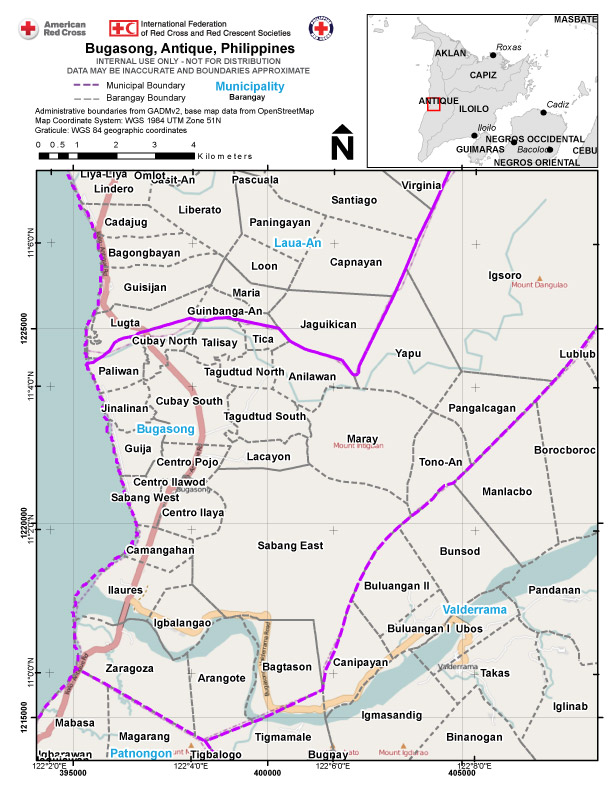 American Red Cross
International Federation of Red Cross and Red Crescent Societies
Bugasong, Antique, Philippines
INTERNAL USE ONLY - NOT FOR DISTRIBUTION
DATA MAY BE INACCURATE AND BOUNDARIES APPROXIMATE
Municipal Boundary
Barangay Boundary
Municipality
Barangay
Administrative boundaries from GADMv2, base map data from OpenStreetMap
Map Coordinate System: WGS 1984 UTM Zone 51N
Graticule: WGS 84 geographic coordinates
0 0.5 1 2 3 4 Kilometers
N
MASBATE
Roxas
AKLAN
CAPIZ
ANTIQUE
ILOILO
Cadiz
Iloilo
NEGROS OCCIDENTAL
GUIMARAS
Bacolod
CEBU
NEGROS ORIENTAL
Liya-Liya
Omlot
Casit-An
Pascuala
Virginia
Lindero
Santiago
Liberato
Cadajug
Paningayan
Laua-An
Bagongbayan
Capnayan
Loon
Igsoro
Mount Dangulao
Guisijan
Maria
Guinbanga-An
Lugta
Jaguikican
Cubay North
Talisay
Tica
Yapu
Lublub
Paliwan
Tagudtud North
Anilawan
Cubay South
Jinalinan
Tagudtud South
Pangalcagan
Bugasong
Maray
Guija
Borocboroc
Centro Pojo
Lacayon
Tono-An
Centro Ilawod
Bugasong
Manlacbo
Sabang West
Centro Ilaya
Sabang East
Camangahan
Bunsod
Ilaures
Buluangan II
Pandanan
Valderrama
Igbalangao
Buluangan I
Ubos
Canipayan
Zaragoza
Bagtason
Valderrama
Takas
Arangote
Iglinab
Igmasandig
Mabasa
Magarang
Tigmamale
Binanogan
Patnongon
Tigbalogo
Bugnay
Mount Igdarao
11°6'0"N
1225000
11°4'0"N
1220000
11°2'0"N
11°0'0"N
1215000
122°2'0"E
122°4'0"E
122°6'0"E
122°8'0"E
395000
400000
405000